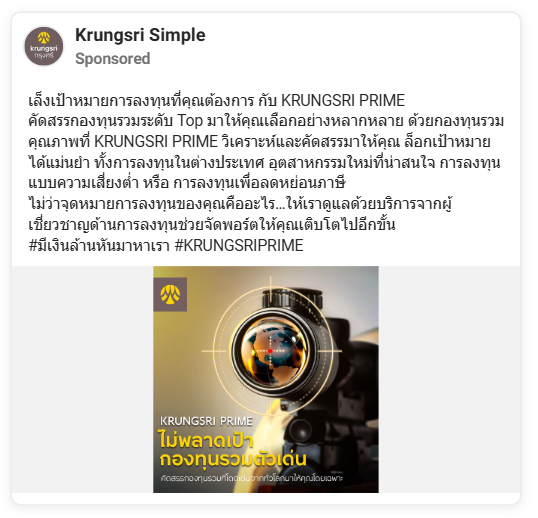 Krungsri Simple
Sponsored
krungsri
กรุงศรี
เล็งเป้าหมายการลงทุนที่คุณต้องการ กับ KRUNGSRI PRIME
คัดสรรกองทุนรวมระดับ Top มาให้คุณเลือกอย่างหลากหลาย ด้วยกองทุนรวม
คุณภาพที่ KRUNGSRI PRIME วิเคราะห์และคัดสรรมาให้คุณ ล็อกเป้าหมาย
ได้แม่นยำ ทั้งการลงทุนในต่างประเทศ อุตสาหกรรมใหม่ที่น่าสนใจ การลงทุน
แบบความเสี่ยงต่ำ หรือ การลงทุนเพื่อลดหย่อนภาษี
ไม่ว่าจุดหมายการลงทุนของคุณคืออะไร...ให้เราดูแลด้วยบริการจากผู้
เชี่ยวชาญด้านการลงทุนช่วยจัดพอร์ตให้คุณเติบโตไปอีกขั้น
#มีเงินล้านหันมาหาเรา #KRUNGSRIPRIME
KRUNGSRI PRIME
ไม่พลาดเป้า
กองทุนรวมตัวเด่น
คัดสรรกองทุนรวมที่โดดเด่นจากทั่วโลกมาให้คุณโดยเฉพาะ